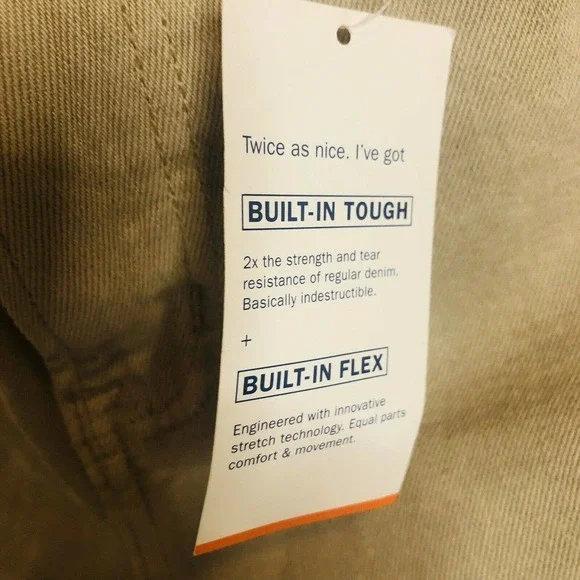 Twice as nice. I've got
BUILT-IN TOUGH
2x the strength and tear
resistance of regular denim.
Basically indestructible.
+
BUILT-IN FLEX
Engineered with innovative
stretch technology. Equal parts
comfort & movement.